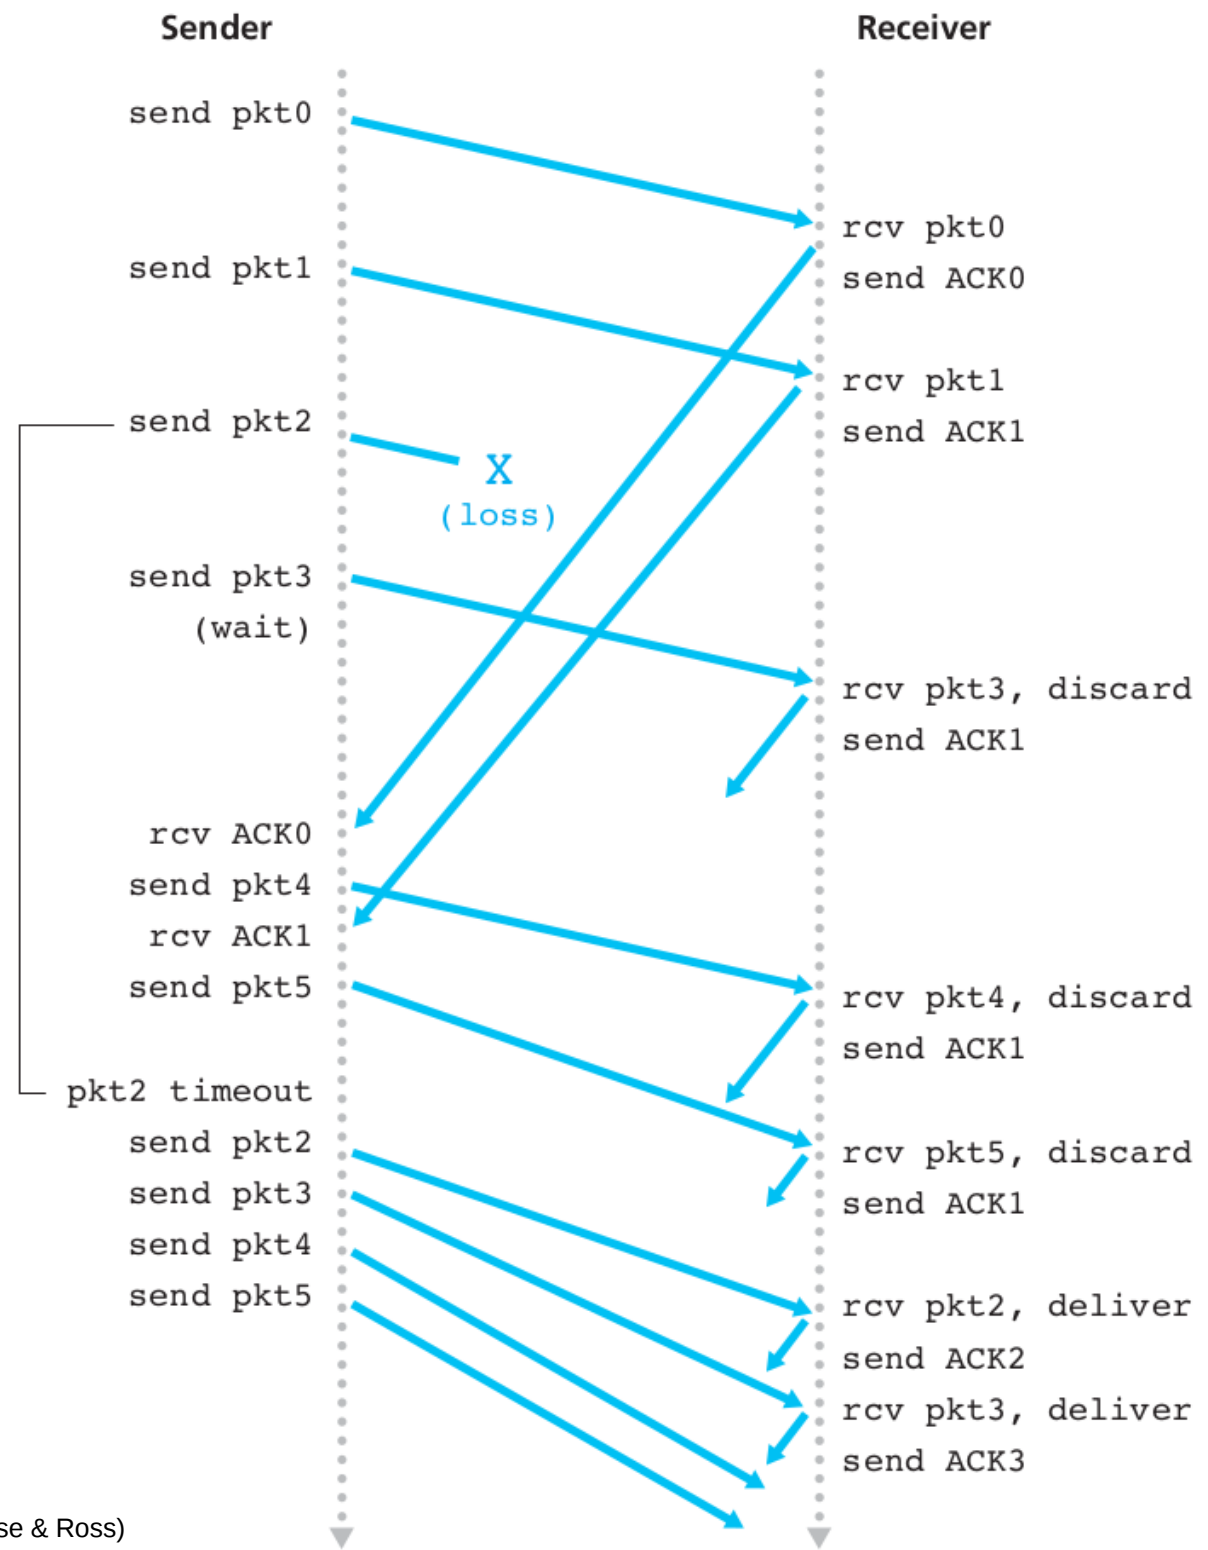 Sender
Receiver
send pkt0
rcv pkt0
send pkt1
send ACK0
rcv pkt1
send pkt2
send ACK1
X
(loss)
send pkt3
(wait)
rcv pkt3, discard
send ACK1
rcv ACK0
send pkt4
rcv ACK1
send pkt5
rcv pkt4, discard
send ACK1
pkt2 timeout
send pkt2
rcv pkt5, discard
send pkt3
send ACK1
send pkt4
send pkt5
rcv pkt2, deliver
send ACK2
rcv pkt3, deliver
send ACK3
se & Ross)